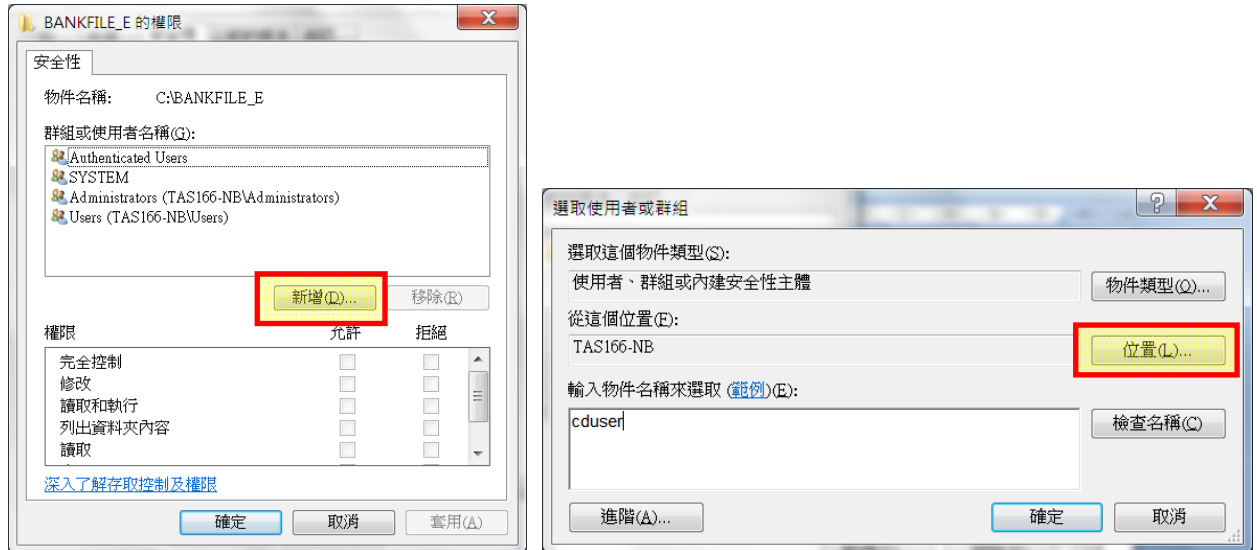 BANKFILE_E 的權限
安全性
物件名稱: C:\BANKFILE_E
群組或使用者名稱(G):
Authenticated Users
SYSTEM
Administrators (TAS166-NB\Administrators)
Users (TAS166-NB\Users)
新增(D)... 移除(R)
權限 允許 拒絕
完全控制
修改
讀取和執行
列出資料夾內容
讀取
深入了解存取控制及權限
確定 取消 套用(A)
選取使用者或群組
選取這個物件類型(S):
使用者、群組或內建安全性主體 物件類型(O)...
從這個位置(F):
TAS166-NB 位置(L)...
輸入物件名稱來選取 (範例)(E):
cduser 檢查名稱(C)
進階(A)... 確定 取消